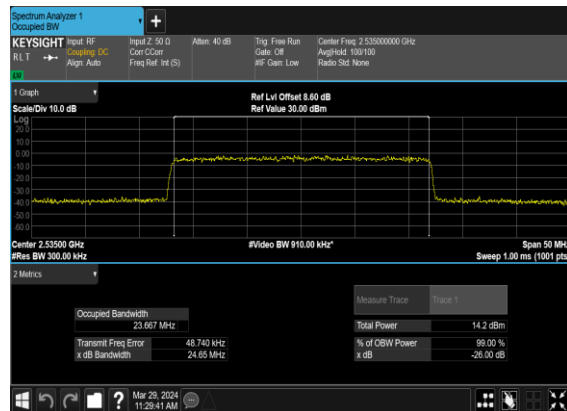 Spectrum Analyzer 1
Occupied BW
KEYSIGHT Input: RF Input Z: 50 Ω Atten: 40 dB Trig: Free Run Center Freq: 2.535000000 GHz
RLT Coupling: DC Corr CCorr Gate: Off Avg|Hold: 100/100
Align: Auto Freq Ref: Int (S) #IF Gain: Low Radio Std: None
LW
1 Graph
Ref Lvl Offset 8.60 dB
Scale/Div 10.0 dB Ref Value 30.00 dBm
Log
20.0
10.0
0.00
-10.0
-20.0
-30.0
-40.0
-50.0
-60.0
Center 2.53500 GHz #Video BW 910.00 kHz* Span 50 MHz
#Res BW 300.00 kHz Sweep 1.00 ms (1001 pts
2 Metrics
Measure Trace Trace 1
Occupied Bandwidth
23.667 MHz Total Power 14.2 dBm
Transmit Freq Error 48.740 kHz % of OBW Power 99.00 %
x dB Bandwidth 24.65 MHz x dB -26.00 dB
Mar 29, 2024
11:29:41 AM